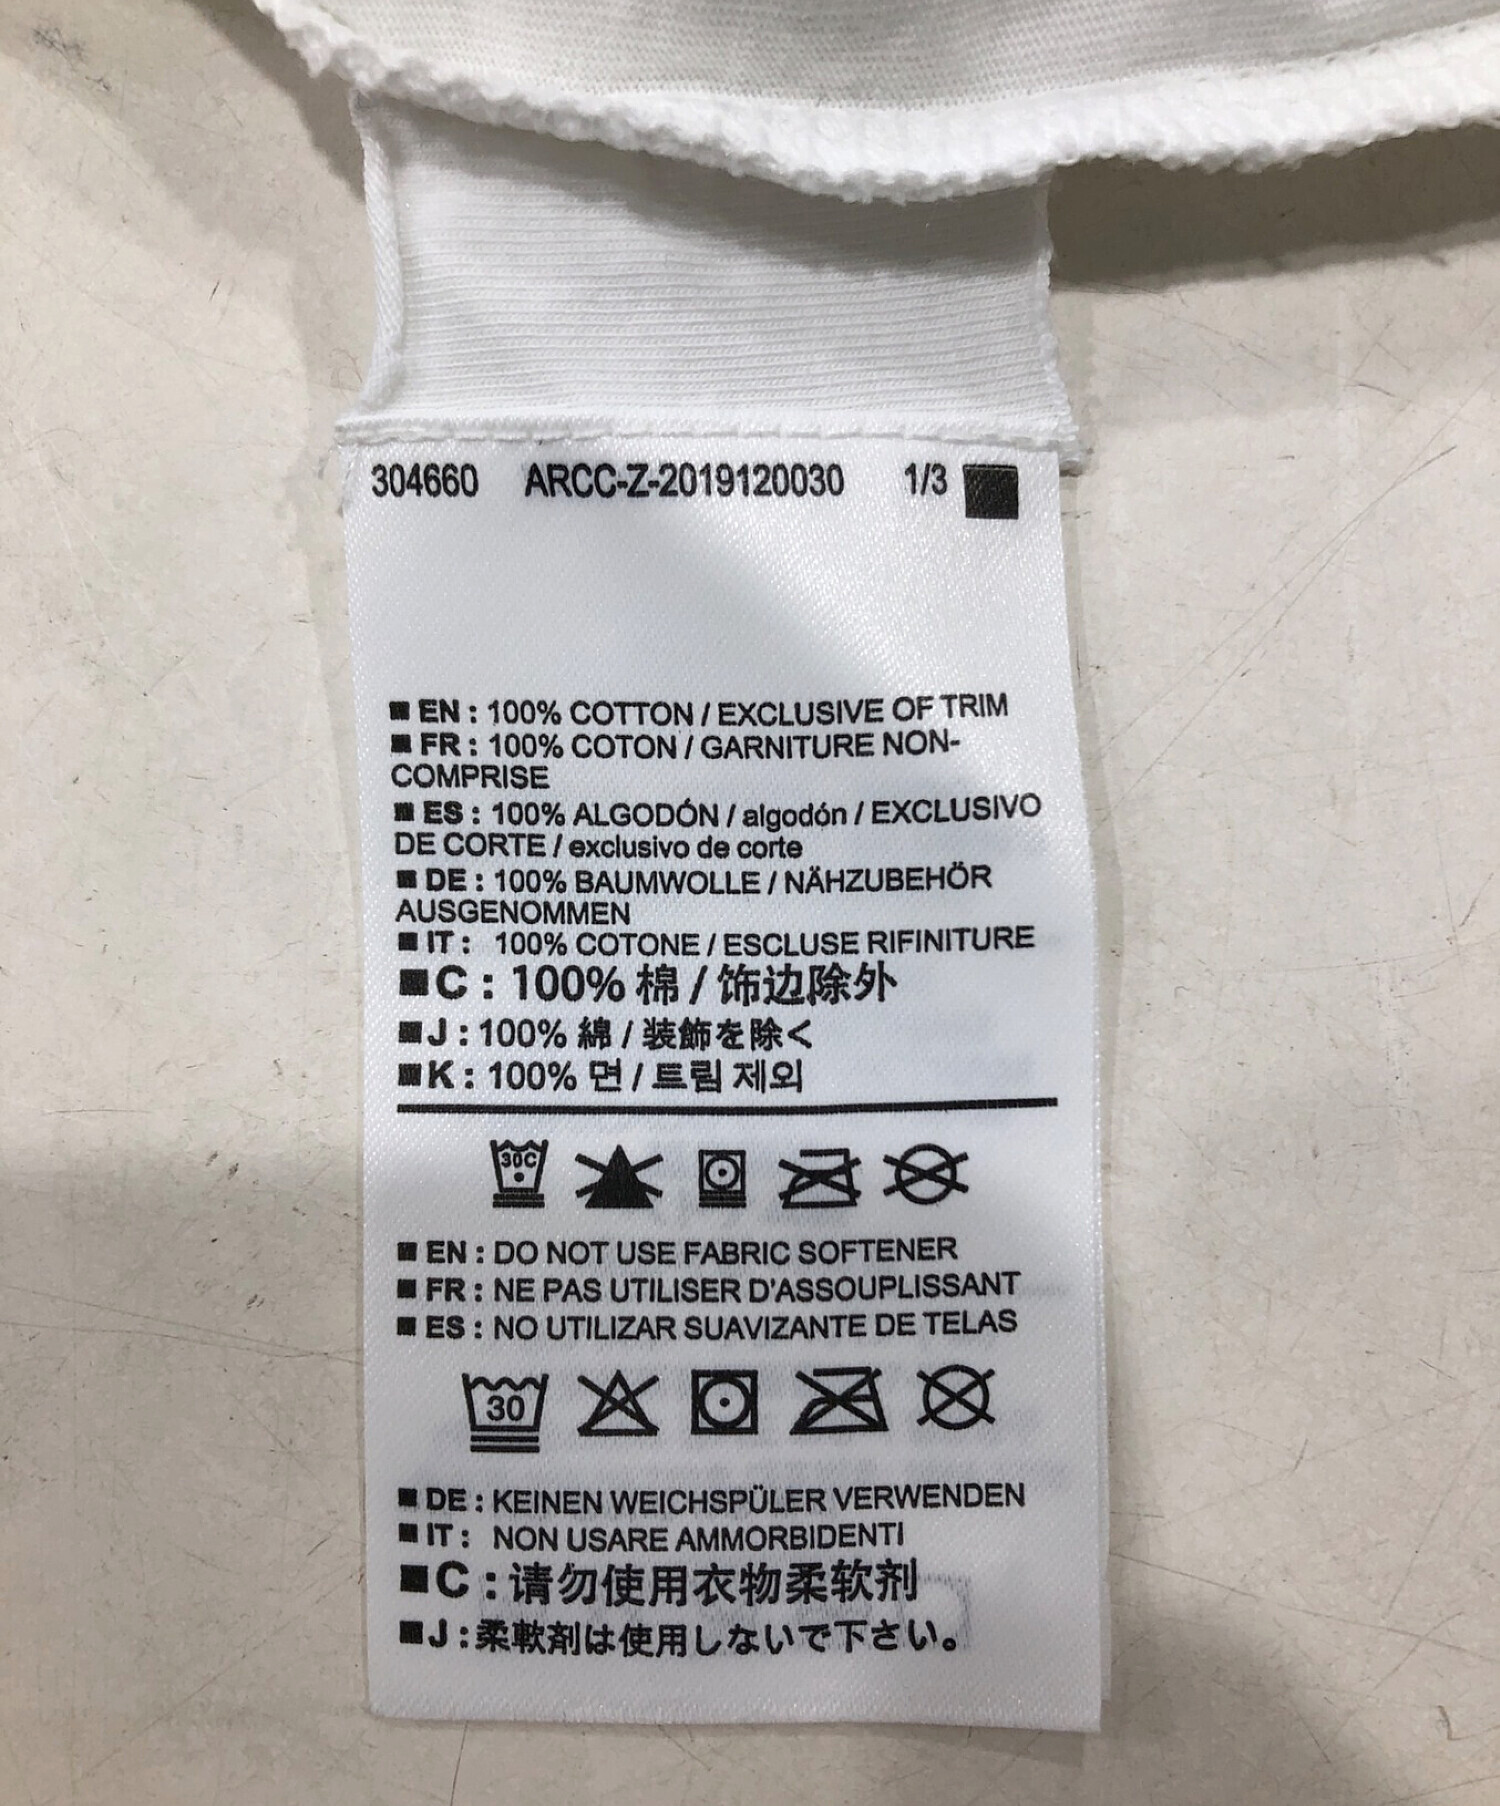 304660 ARCC-Z-2019120030 1/3
EN : 100% COTTON / EXCLUSIVE OF TRIM
FR : 100% COTON / GARNITURE NON-
COMPRISE
ES : 100% ALGODÓN / algodón / EXCLUSIVO
DE CORTE / exclusivo de corte
DE : 100% BAUMWOLLE / NÄHZUBEHÖR
AUSGENOMMEN
IT : 100% COTONE / ESCLUSE RIFINITURE
C : 100% 棉 / 饰边除外
J : 100% 綿 / 装飾を除く
K : 100% 면 / 트림 제외
30C
EN : DO NOT USE FABRIC SOFTENER
FR : NE PAS UTILISER D'ASSOUPLISSANT
ES : NO UTILIZAR SUAVIZANTE DE TELAS
30
DE : KEINEN WEICHSPÜLER VERWENDEN
IT : NON USARE AMMORBIDENTI
C : 请勿使用衣物柔软剂
J : 柔軟剤は使用しないで下さい。